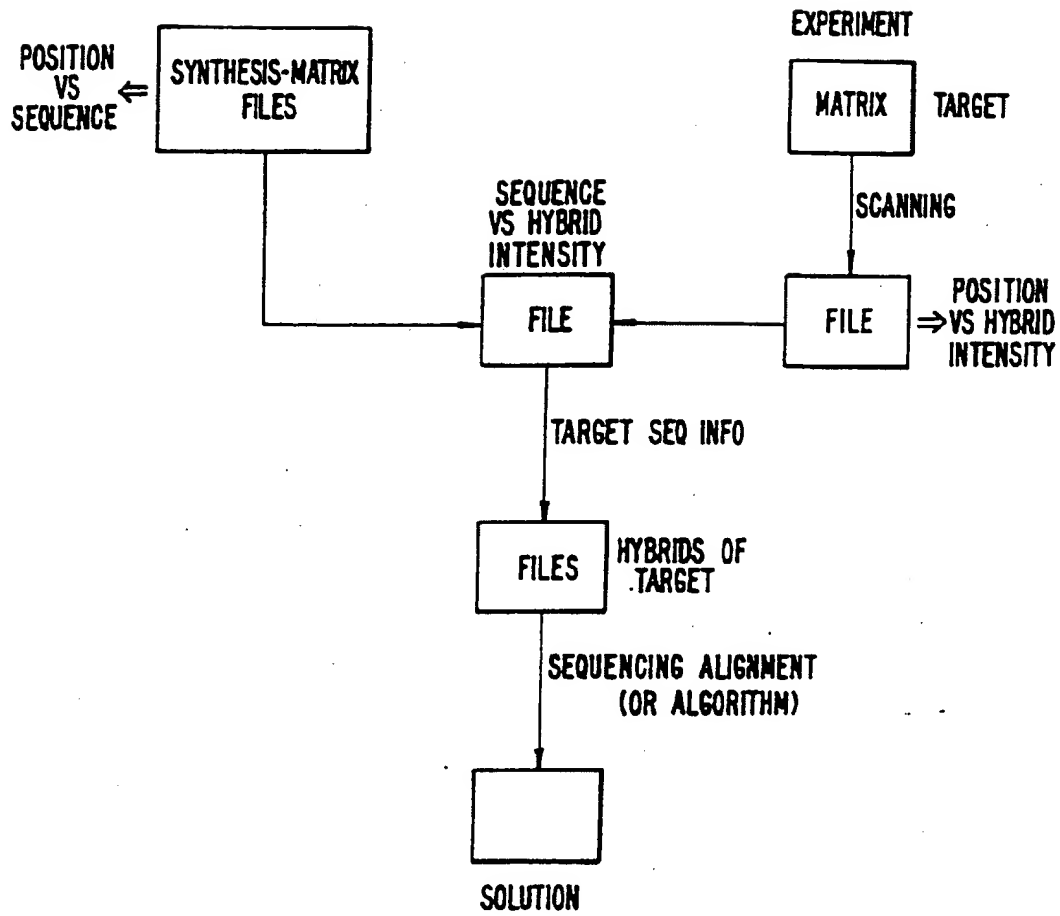 EXPERIMENT
POSITION
VS
SEQUENCE
SYNTHESIS-MATRIX
FILES
MATRIX
TARGET
SCANNING
SEQUENCE
VS HYBRID
INTENSITY
FILE
FILE
POSITION
VS HYBRID
INTENSITY
TARGET SEQ INFO
FILES
HYBRIDS OF
TARGET
SEQUENCING ALIGNMENT
(OR ALGORITHM)
SOLUTION